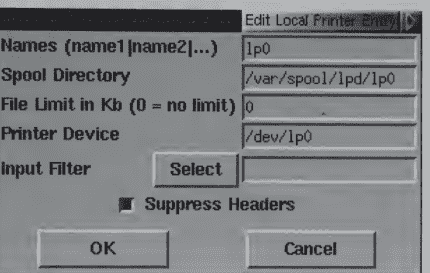 Edit Local Printer Entry
Names (name1|name2|...) lp0
Spool Directory /var/spool/lpd/lp0
File Limit in Kb (0 = no limit) 0
Printer Device /dev/lp0
Input Filter Select
Suppress Headers
OK Cancel